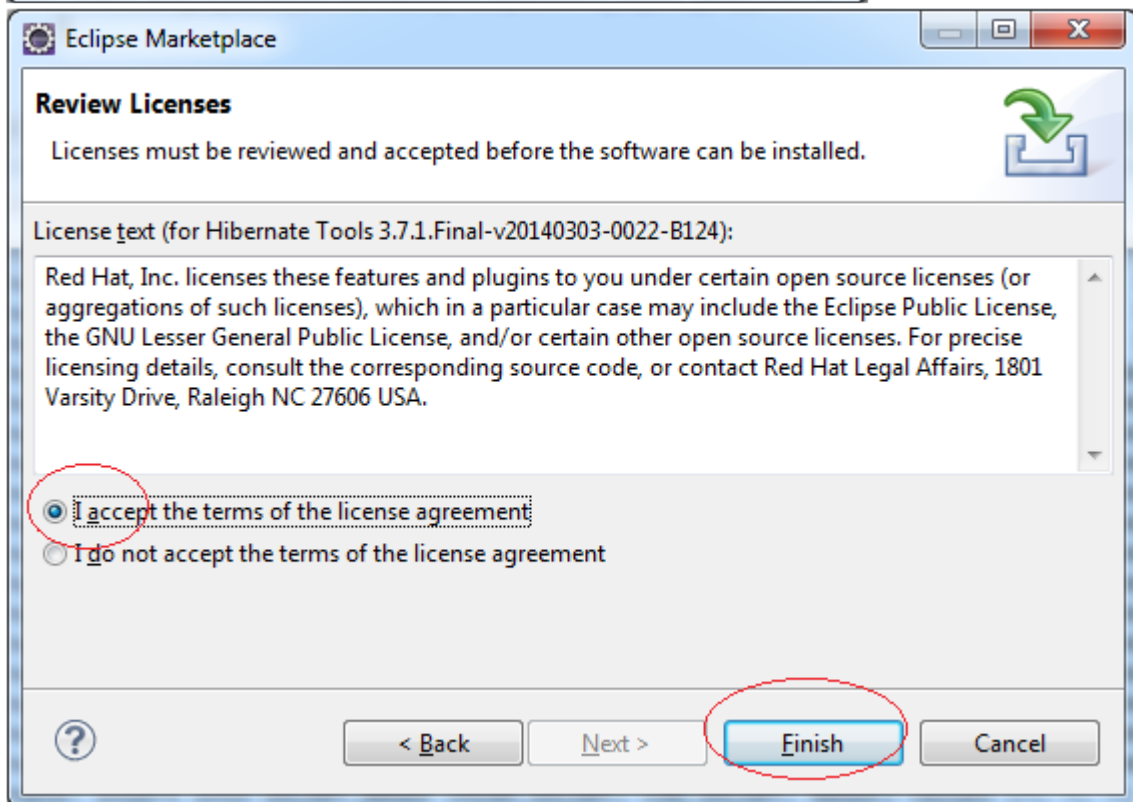 Eclipse Marketplace
Review Licenses
Licenses must be reviewed and accepted before the software can be installed.
License text (for Hibernate Tools 3.7.1.Final-v20140303-0022-B124):
Red Hat, Inc. licenses these features and plugins to you under certain open source licenses (or
aggregations of such licenses), which in a particular case may include the Eclipse Public License,
the GNU Lesser General Public License, and/or certain other open source licenses. For precise
licensing details, consult the corresponding source code, or contact Red Hat Legal Affairs, 1801
Varsity Drive, Raleigh NC 27606 USA.
I accept the terms of the license agreement
I do not accept the terms of the license agreement
? < Back Next > Finish Cancel